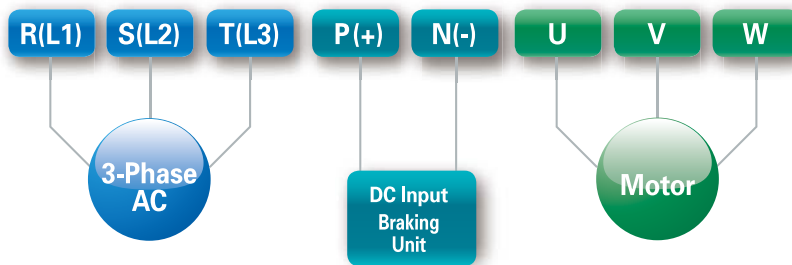 R(L1) S(L2) T(L3) P(+) N(-) U V W
3-Phase
AC
DC Input
Braking
Unit
Motor